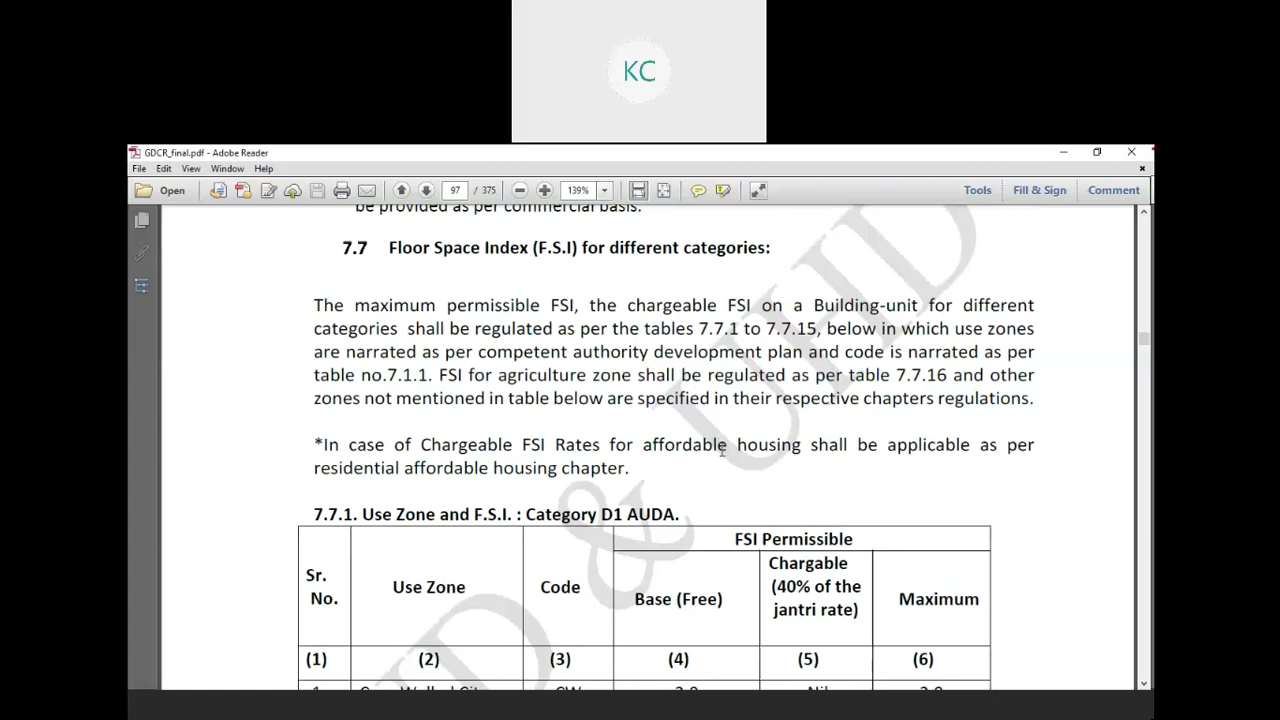 KC
GDCR_final.pdf - Adobe Reader
File Edit View Window Help
Open 97 / 375 139% Tools Fill & Sign Comment
be provided as per commercial basis.
7.7 Floor Space Index (F.S.I) for different categories:
The maximum permissible FSI, the chargeable FSI on a Building-unit for different
categories shall be regulated as per the tables 7.7.1 to 7.7.15, below in which use zones
are narrated as per competent authority development plan and code is narrated as per
table no.7.1.1. FSI for agriculture zone shall be regulated as per table 7.7.16 and other
zones not mentioned in table below are specified in their respective chapters regulations.
*In case of Chargeable FSI Rates for affordable housing shall be applicable as per
residential affordable housing chapter.
7.7.1. Use Zone and F.S.I. : Category D1 AUDA.
FSI Permissible
Sr.
No.
Use Zone
Code
Base (Free)
Chargable
(40% of the
jantri rate)
Maximum
(1) (2) (3) (4) (5) (6)
UD & UHD